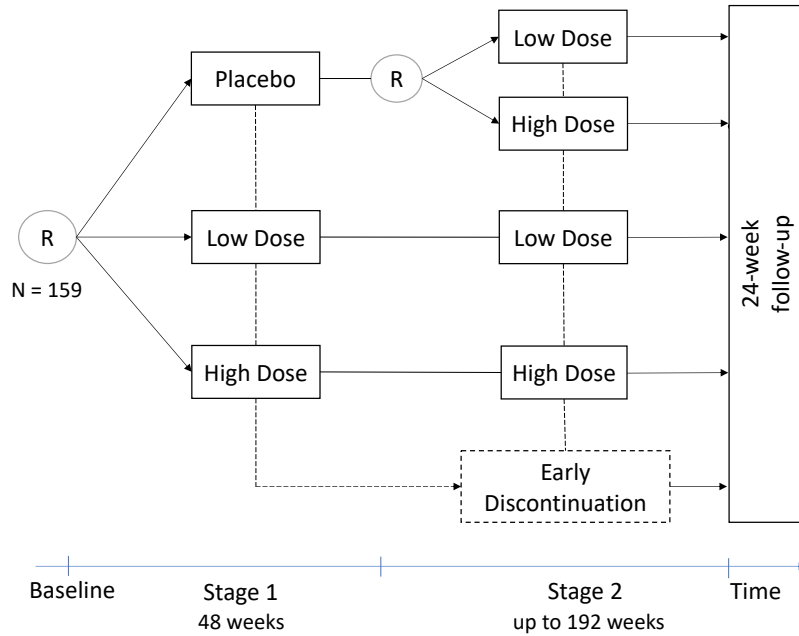 Low Dose
Placebo
R
High Dose
R
Low Dose
Low Dose
N = 159
24-week
follow-up
High Dose
High Dose
Early
Discontinuation
Baseline
Stage 1
Stage 2
Time
48 weeks
up to 192 weeks